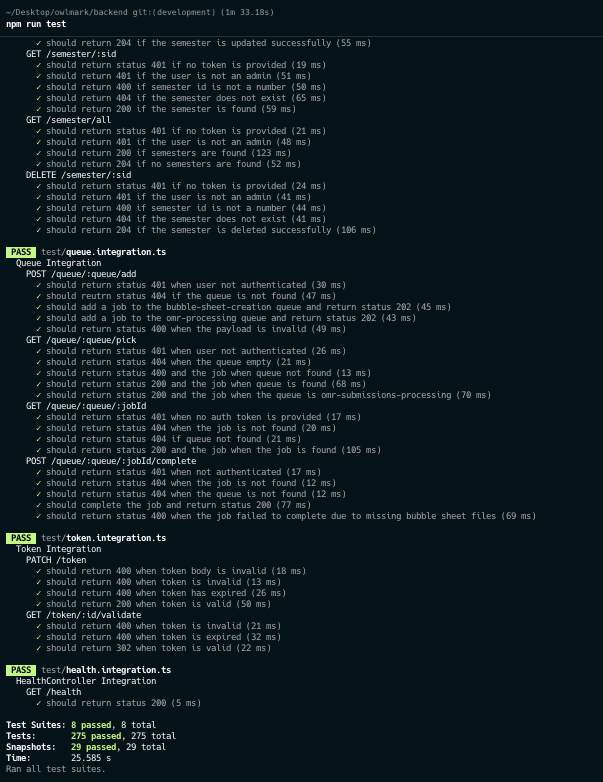 ~/Desktop/owlmark/backend git:(development) (1m 33.18s)
npm run test
✓ should return 204 if the semester is updated successfully (55 ms)
GET /semester/:sid
✓ should return status 401 if no token is provided (19 ms)
✓ should return 401 if the user is not an admin (51 ms)
✓ should return 400 if semester id is not a number (50 ms)
✓ should return 404 if the semester does not exist (65 ms)
✓ should return 200 if the semester is found (59 ms)
GET /semester/all
✓ should return status 401 if no token is provided (21 ms)
✓ should return 401 if the user is not an admin (48 ms)
✓ should return 200 if semesters are found (123 ms)
✓ should return 204 if no semesters are found (52 ms)
DELETE /semester/:sid
✓ should return status 401 if no token is provided (24 ms)
✓ should return 401 if the user is not an admin (41 ms)
✓ should return 400 if semester id is not a number (44 ms)
✓ should return 404 if the semester does not exist (41 ms)
✓ should return 204 if the semester is deleted successfully (106 ms)
PASS test/queue.integration.ts
Queue Integration
POST /queue/:queue/add
✓ should return status 401 when user not authenticated (30 ms)
✓ should reutrn status 404 if the queue is not found (47 ms)
✓ should add a job to the bubble-sheet-creation queue and return status 202 (45 ms)
✓ should add a job to the omr-processing queue and return status 202 (43 ms)
✓ should return status 400 when the payload is invalid (49 ms)
GET /queue/:queue/pick
✓ should return status 401 when user not authenticated (26 ms)
✓ should return status 404 when the queue empty (21 ms)
✓ should return status 400 and the job when queue not found (13 ms)
✓ should return status 200 and the job when queue is found (68 ms)
✓ should return status 200 and the job when the queue is omr-submissions-processing (70 ms)
GET /queue/:queue/:jobId
✓ should return status 401 when no auth token is provided (17 ms)
✓ should return status 404 when the job is not found (20 ms)
✓ should return status 404 if queue not found (21 ms)
✓ should return status 200 and the job when the job is found (105 ms)
POST /queue/:queue/:jobId/complete
✓ should return status 401 when not authenticated (17 ms)
✓ should return status 404 when the job is not found (12 ms)
✓ should return status 404 when the queue is not found (12 ms)
✓ should complete the job and return status 200 (77 ms)
✓ should return status 400 when the job failed to complete due to missing bubble sheet files (69 ms)
PASS test/token.integration.ts
Token Integration
PATCH /token
✓ should return 400 when token body is invalid (18 ms)
✓ should return 400 when token is invalid (13 ms)
✓ should return 400 when token has expired (26 ms)
✓ should return 200 when token is valid (50 ms)
GET /token/:id/validate
✓ should return 400 when token is invalid (21 ms)
✓ should return 400 when token is expired (32 ms)
✓ should return 302 when token is valid (22 ms)
PASS test/health.integration.ts
HealthController Integration
GET /health
✓ should return status 200 (5 ms)
Test Suites: 8 passed, 8 total
Tests: 275 passed, 275 total
Snapshots: 29 passed, 29 total
Time: 25.585 s
Ran all test suites.